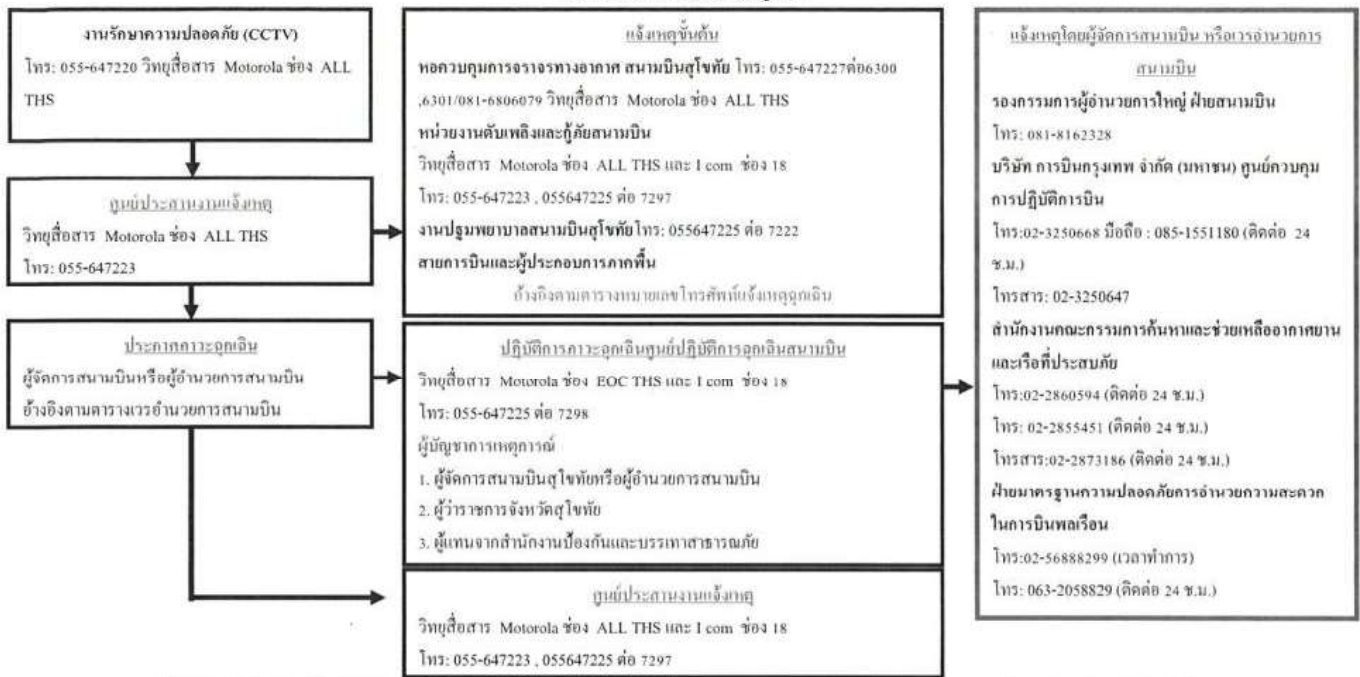 งานรักษาความปลอดภัย (CCTV)
โทร: 055-647220 วิทยุสื่อสาร Motorola ช่อง ALL
THS
ศูนย์ประสานงานแจ้งเหตุ
วิทยุสื่อสาร Motorola ช่อง ALL THS
โทร: 055-647223
ประกาศภาวะฉุกเฉิน
ผู้จัดการสนามบินหรือผู้อำนวยการสนามบิน
อ้างอิงตามตารางเวรอำนวยการสนามบิน
แจ้งเหตุขั้นต้น
หอควบคุมการจราจรทางอากาศ สนามบินสุโขทัย โทร: 055-647227ต่อ6300
,6301/081-6806079 วิทยุสื่อสาร Motorola ช่อง ALL THS
หน่วยงานดับเพลิงและกู้ภัยสนามบิน
วิทยุสื่อสาร Motorola ช่อง ALL THS และ I com ช่อง 18
โทร: 055-647223 , 055647225 ต่อ 7297
งานปฐมพยาบาลสนามบินสุโขทัยโทร: 055647225 ต่อ 7222
สายการบินและผู้ประกอบการภาคพื้น
อ้างอิงตามตารางหมายเลขโทรศัพท์แจ้งเหตุฉุกเฉิน
ปฏิบัติการภาวะฉุกเฉินศูนย์ปฏิบัติการฉุกเฉินสนามบิน
วิทยุสื่อสาร Motorola ช่อง EOC THS และ I com ช่อง 18
โทร: 055-647225 ต่อ 7298
ผู้บัญชาการเหตุการณ์
1. ผู้จัดการสนามบินสุโขทัยหรือผู้อำนวยการสนามบิน
2. ผู้ว่าราชการจังหวัดสุโขทัย
3. ผู้แทนจากสำนักงานป้องกันและบรรเทาสาธารณภัย
ศูนย์ประสานงานแจ้งเหตุ
วิทยุสื่อสาร Motorola ช่อง ALL THS และ I com ช่อง 18
โทร: 055-647223 , 055647225 ต่อ 7297
แจ้งเหตุโดยผู้จัดการสนามบิน หรือเวรอำนวยการ
สนามบิน
รองกรรมการผู้อำนวยการใหญ่ ฝ่ายสนามบิน
โทร: 081-8162328
บริษัท การบินกรุงเทพ จำกัด (มหาชน) ศูนย์ควบคุม
การปฏิบัติการบิน
โทร:02-3250668 มือถือ : 085-1551180 (ติดต่อ 24
ช.ม.)
โทรสาร: 02-3250647
สำนักงานคณะกรรมการค้นหาและช่วยเหลืออากาศยาน
และเรือที่ประสบภัย
โทร:02-2860594 (ติดต่อ 24 ช.ม.)
โทร: 02-2855451 (ติดต่อ 24 ช.ม.)
โทรสาร:02-2873186 (ติดต่อ 24 ช.ม.)
ฝ่ายมาตรฐานความปลอดภัยการอำนวยความสะดวก
ในการบินพลเรือน
โทร:02-56888299 (เวลาทำการ)
โทร: 063-2058829 (ติดต่อ 24 ช.ม.)